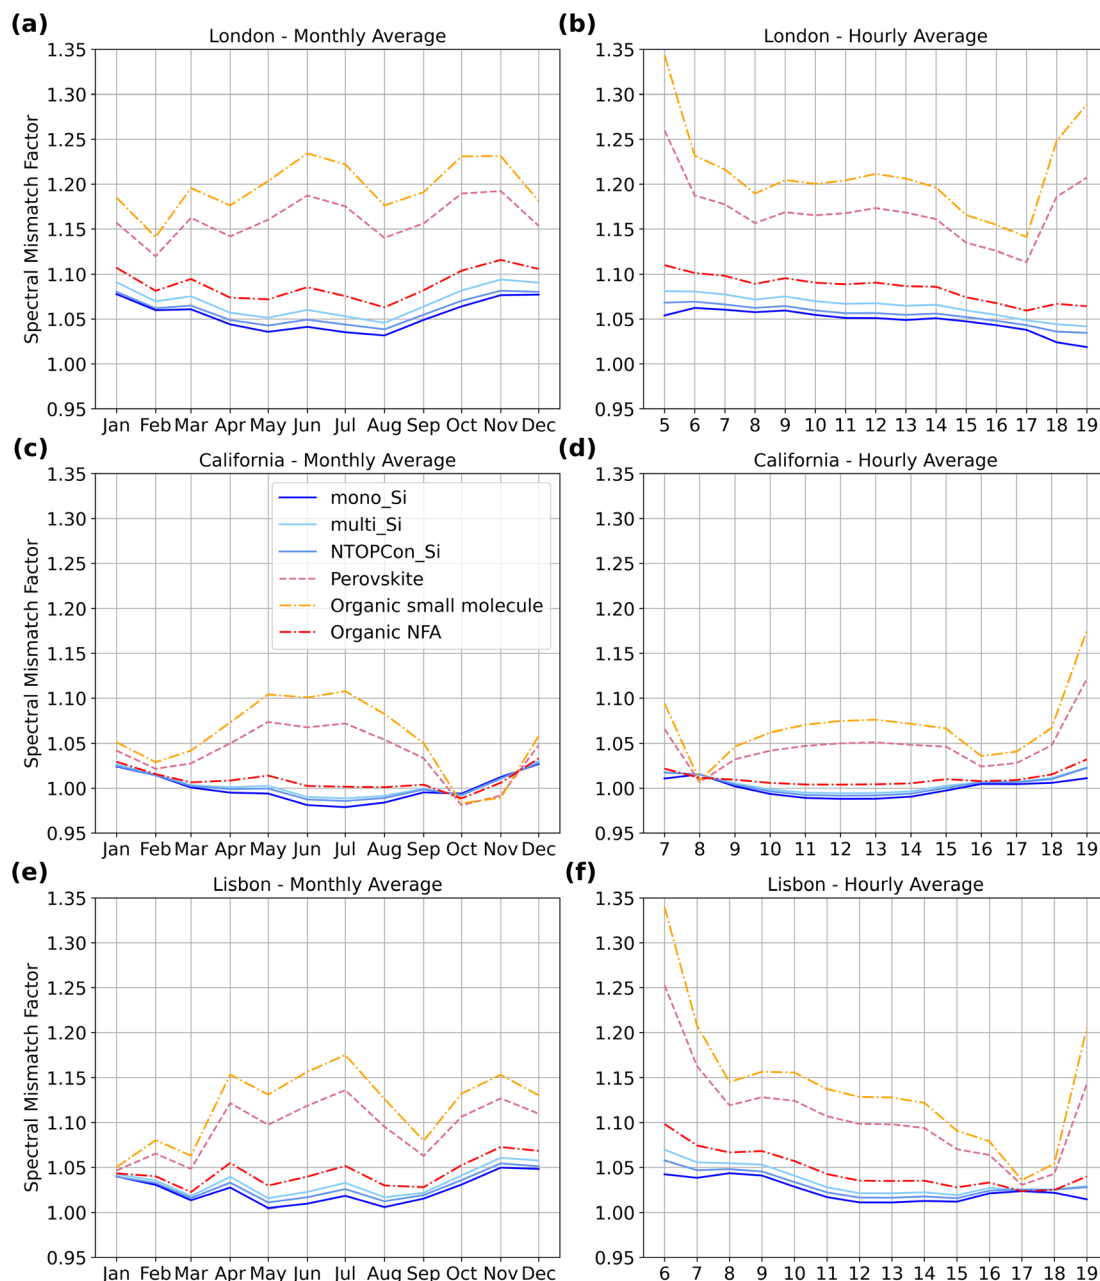 (a)
London - Monthly Average
Spectral Mismatch Factor
1.35
1.30
1.25
1.20
1.15
1.10
1.05
1.00
0.95
Jan Feb Mar Apr May Jun Jul Aug Sep Oct Nov Dec
(b)
London - Hourly Average
1.35
1.30
1.25
1.20
1.15
1.10
1.05
1.00
0.95
5 6 7 8 9 10 11 12 13 14 15 16 17 18 19
(c)
California - Monthly Average
Spectral Mismatch Factor
1.35
1.30
1.25
1.20
1.15
1.10
1.05
1.00
0.95
mono_Si
multi_Si
NTOPCon_Si
Perovskite
Organic small molecule
Organic NFA
Jan Feb Mar Apr May Jun Jul Aug Sep Oct Nov Dec
(d)
California - Hourly Average
1.35
1.30
1.25
1.20
1.15
1.10
1.05
1.00
0.95
7 8 9 10 11 12 13 14 15 16 17 18 19
(e)
Lisbon - Monthly Average
Spectral Mismatch Factor
1.35
1.30
1.25
1.20
1.15
1.10
1.05
1.00
0.95
Jan Feb Mar Apr May Jun Jul Aug Sep Oct Nov Dec
(f)
Lisbon - Hourly Average
1.35
1.30
1.25
1.20
1.15
1.10
1.05
1.00
0.95
6 7 8 9 10 11 12 13 14 15 16 17 18 19